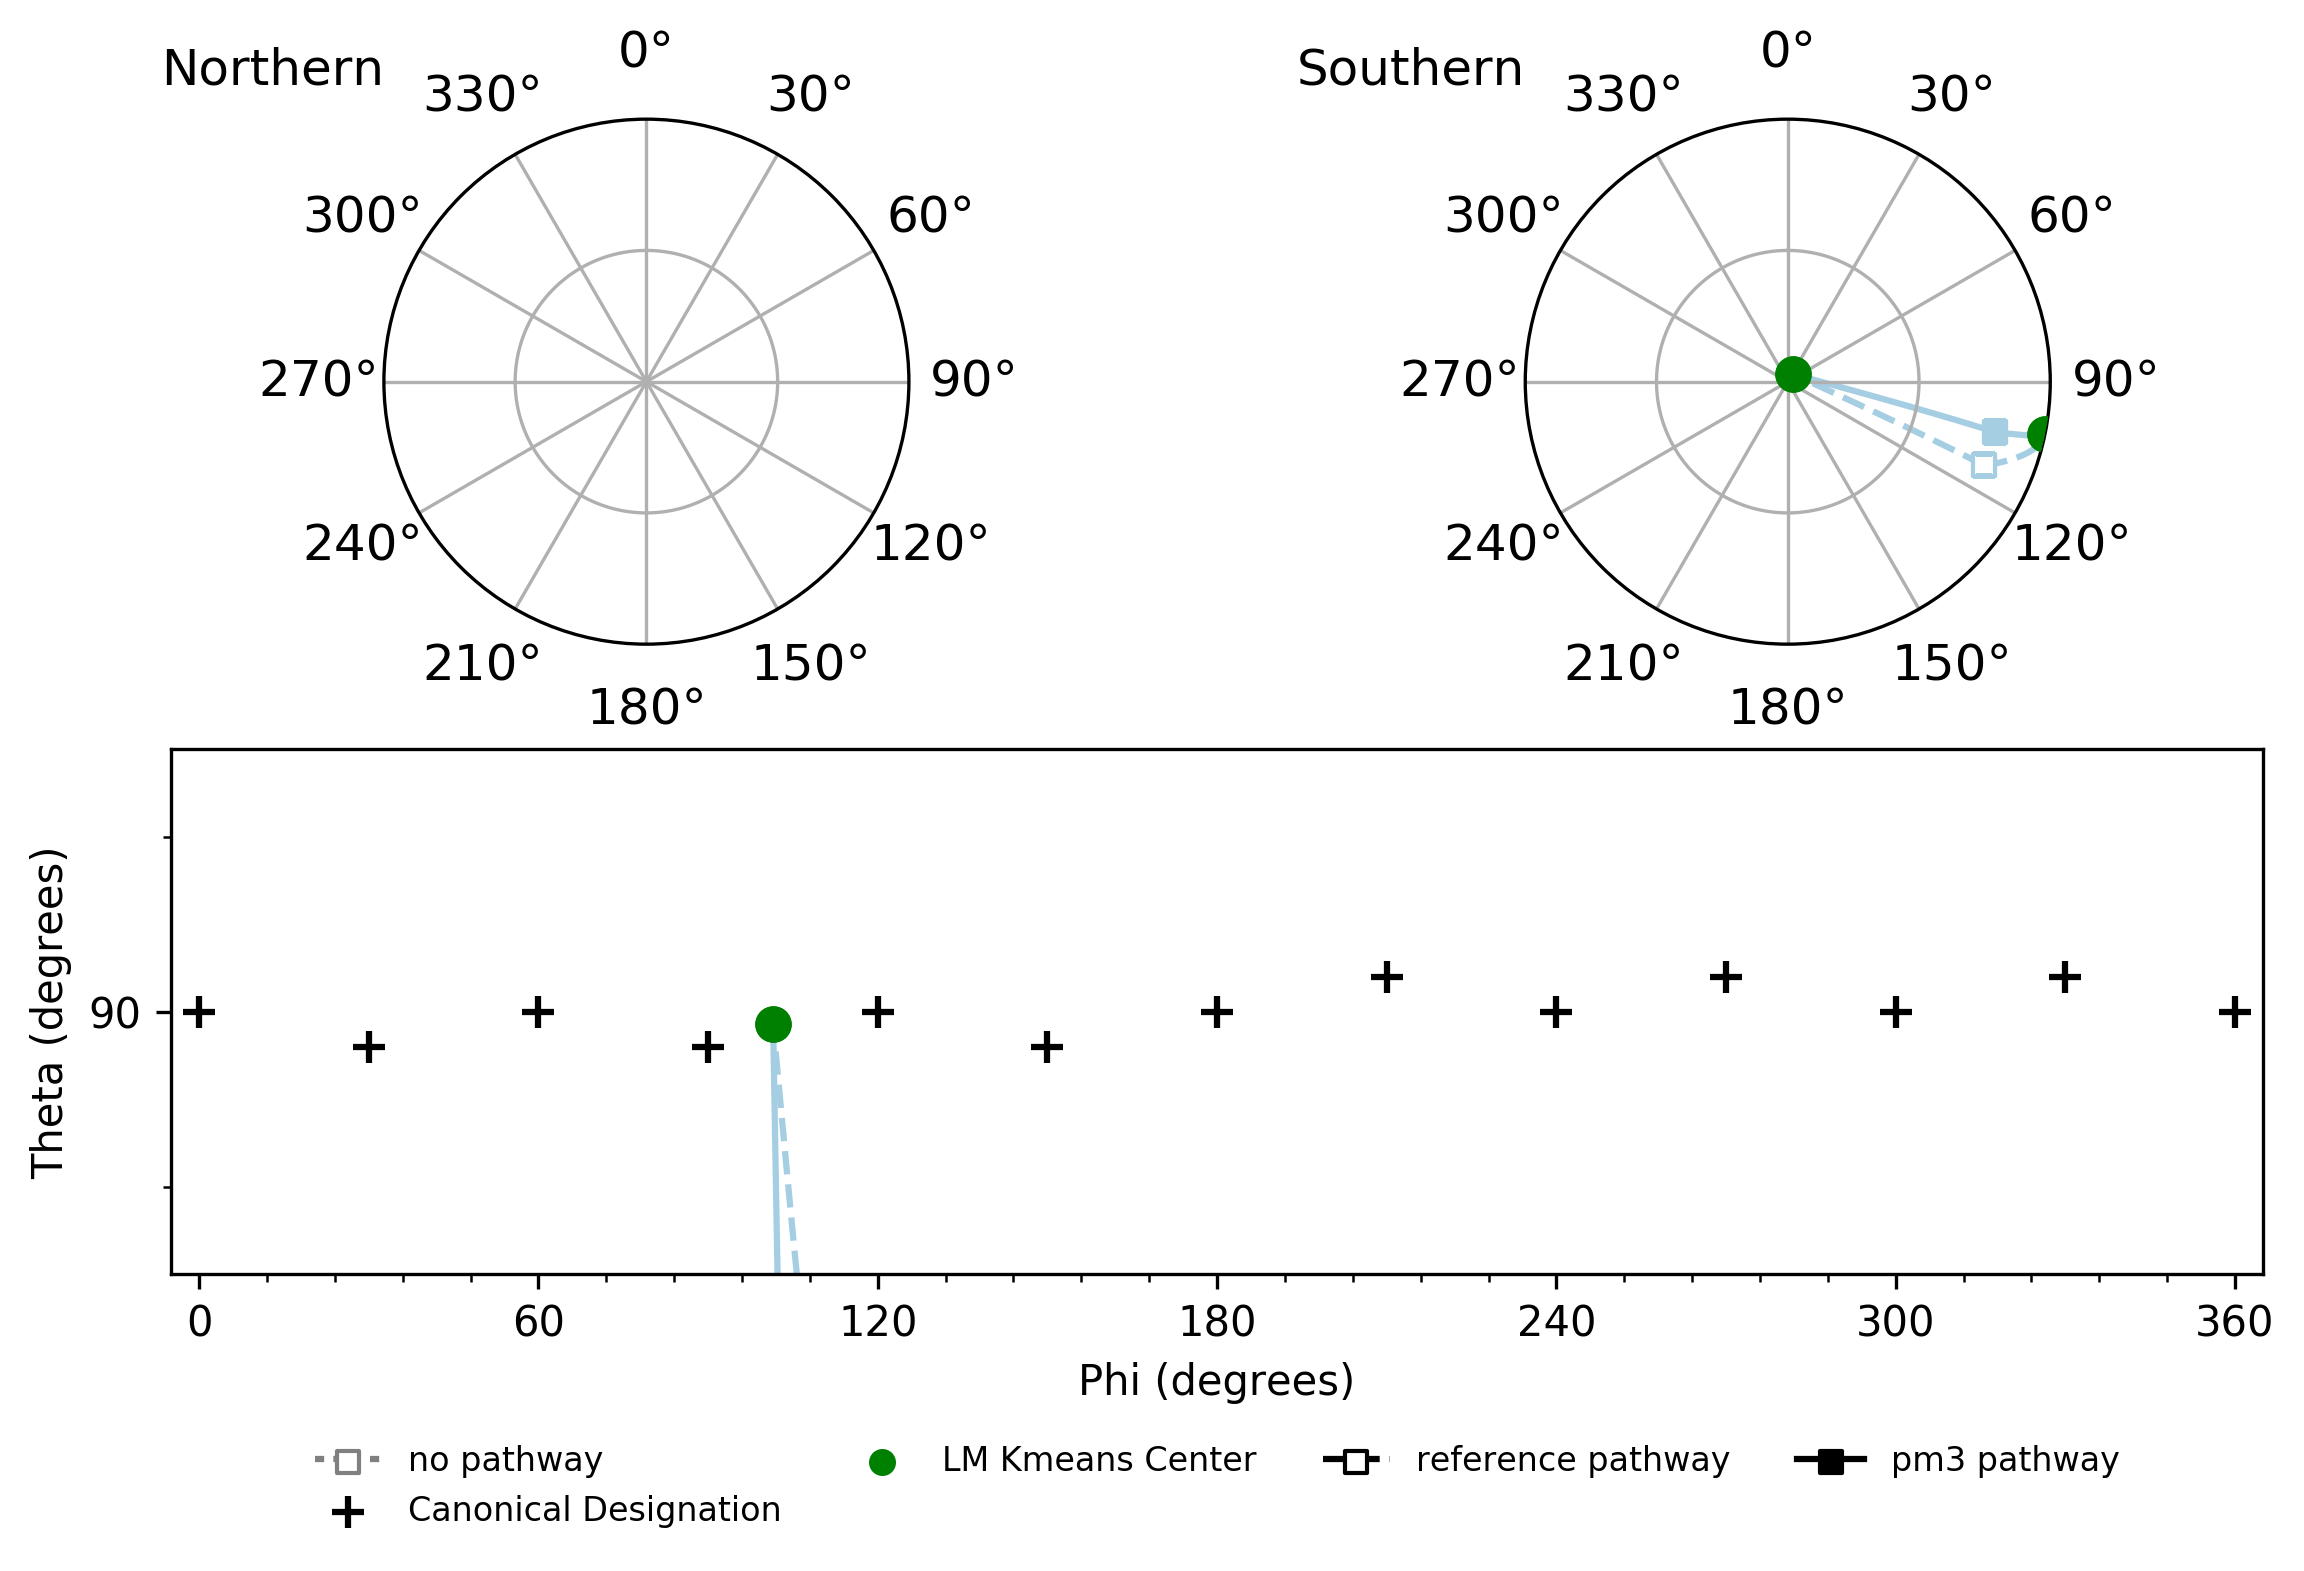 Northern
0°
330°
30°
300°
60°
270°
90°
240°
120°
210°
150°
180°
Southern
0°
330°
30°
300°
60°
270°
90°
240°
120°
210°
150°
180°
Theta (degrees)
90
0 60 120 180 240 300 360
Phi (degrees)
no pathway
Canonical Designation
LM Kmeans Center
reference pathway
pm3 pathway